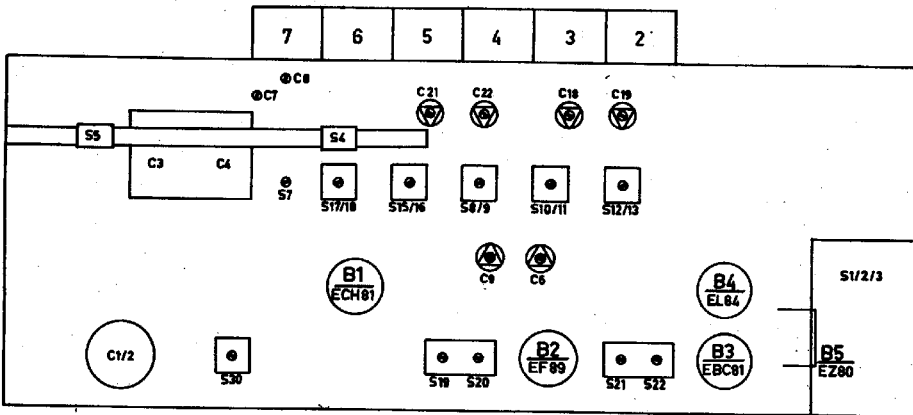 7 6 5 4 3 2
C8
C7
C21 C22 C18 C19
S5 S4
C3 C4
S7 S17/18 S15/16 S8/9 S10/11 S12/13
C9 C6
B1
ECH81
B4
EL84
S1/2/3
C1/2
S30
S19 S20
B2
EF89
S21 S22
B3
EBC81
B5
EZ80